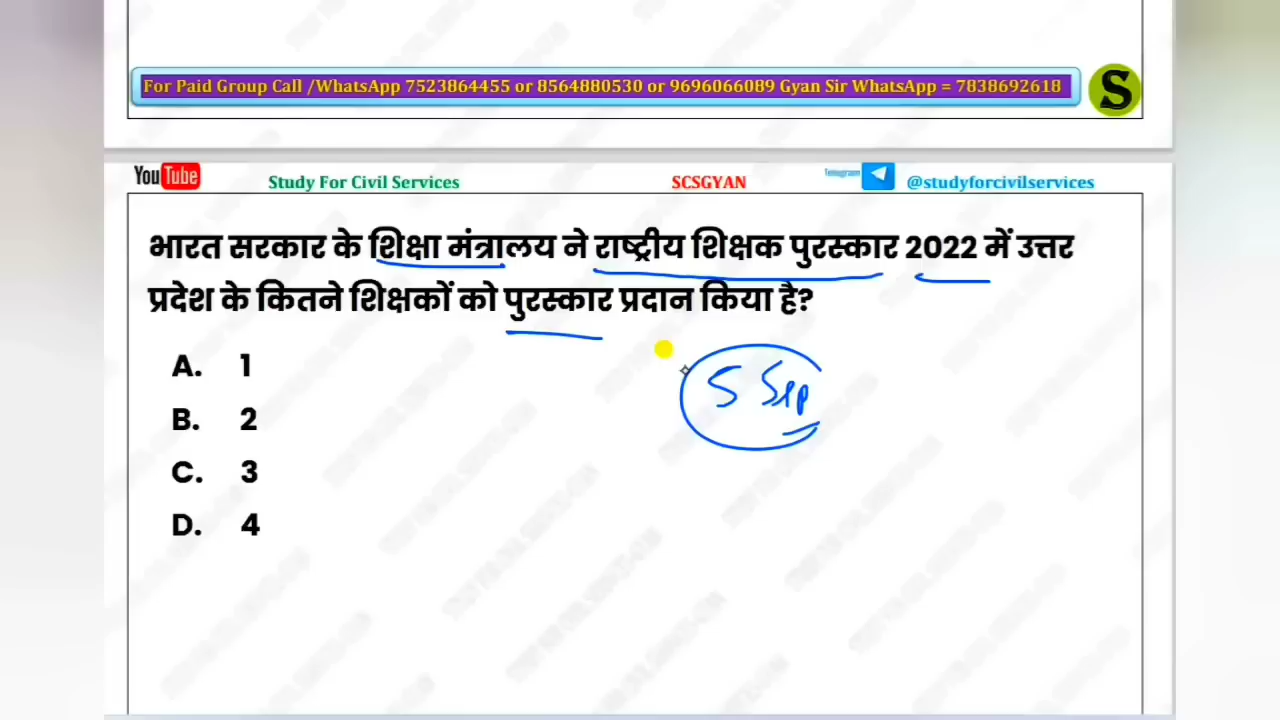 For Paid Group Call /WhatsApp 7523864455 or 8564880530 or 9696066089 Gyan Sir WhatsApp = 7838692618
S
YouTube Study For Civil Services SCSGYAN Telegram @studyforcivilservices
भारत सरकार के शिक्षा मंत्रालय ने राष्ट्रीय शिक्षक पुरस्कार 2022 में उत्तर
प्रदेश के कितने शिक्षकों को पुरस्कार प्रदान किया है?
A. 1
5 Sep
B. 2
C. 3
D. 4